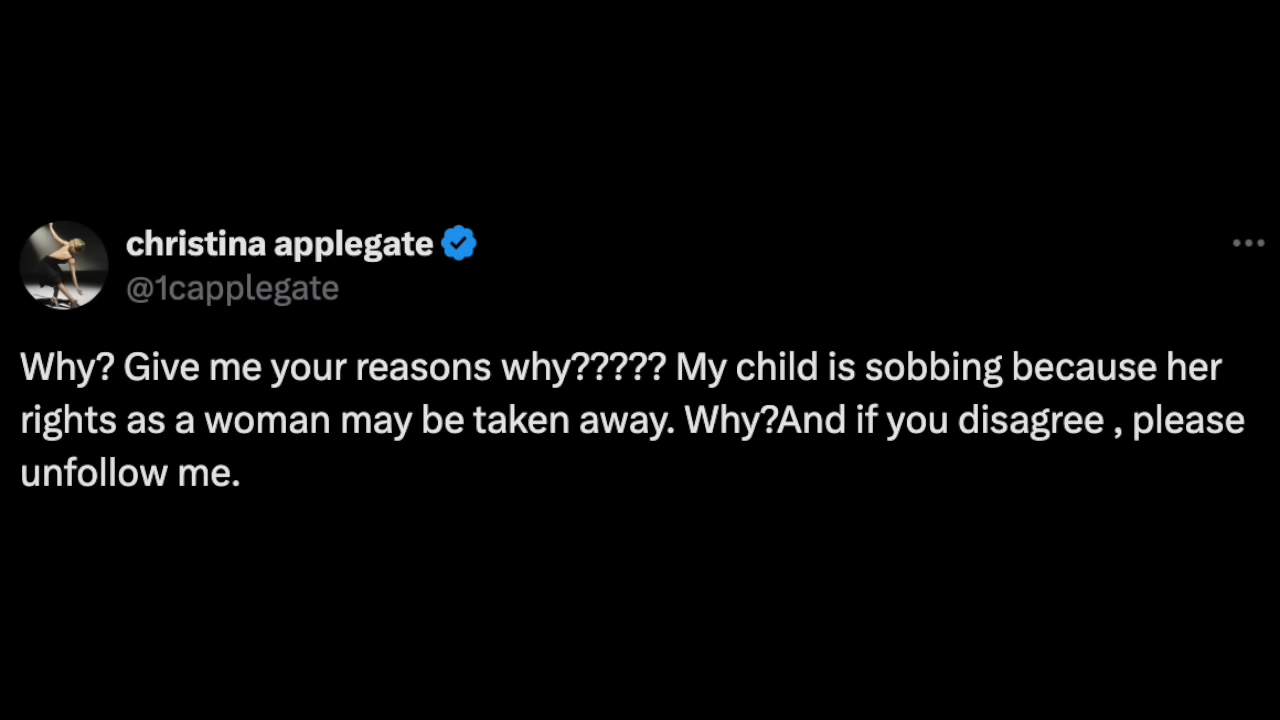 christina applegate
@1capplegate
Why? Give me your reasons why????? My child is sobbing because her
rights as a woman may be taken away. Why?And if you disagree , please
unfollow me.